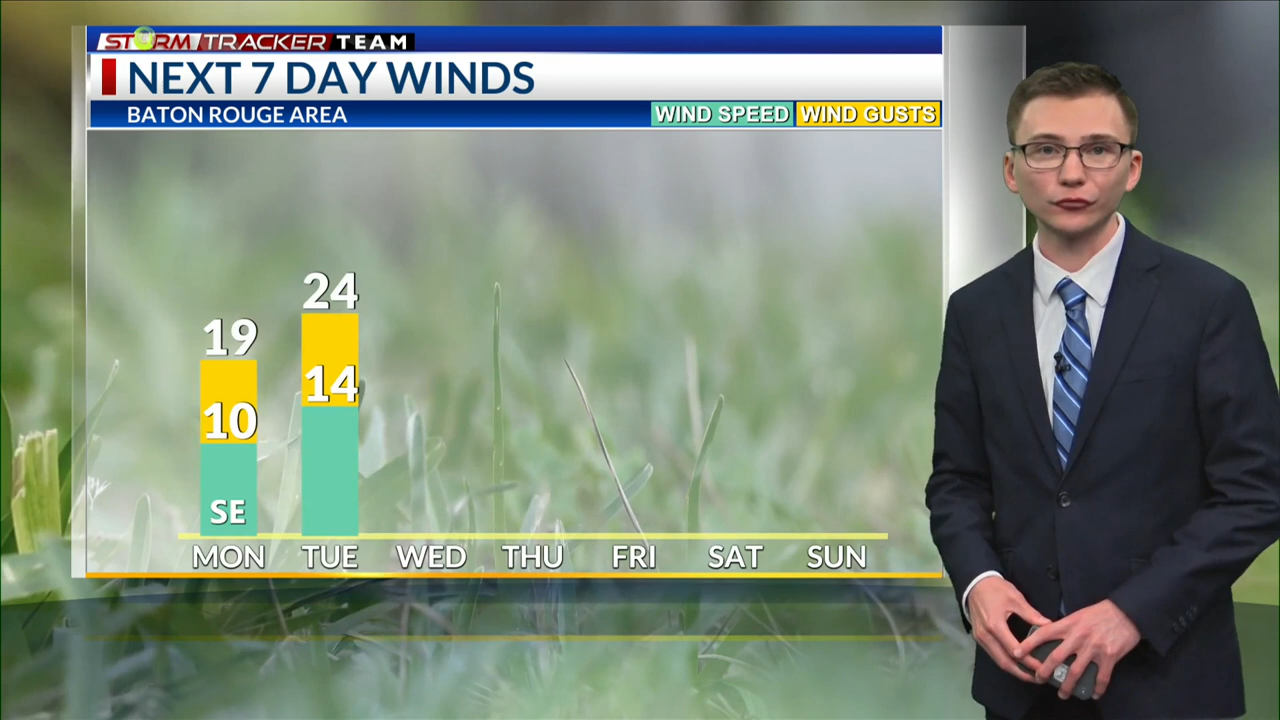 STORM TRACKER TEAM
NEXT 7 DAY WINDS
BATON ROUGE AREA
WIND SPEED WIND GUSTS
24
19
14
10
SE
MON TUE WED THU FRI SAT SUN